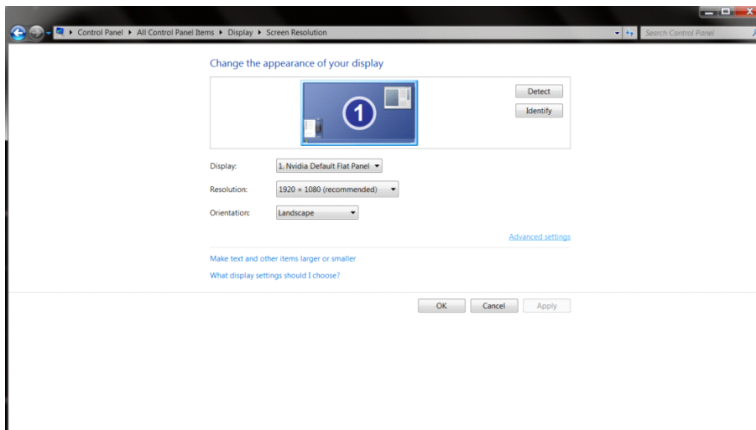 Control Panel ▸ All Control Panel Items ▸ Display ▸ Screen Resolution
Search Control Panel
Change the appearance of your display
1
Detect
Identify
Display: 1. Nvidia Default Flat Panel
Resolution: 1920 × 1080 (recommended)
Orientation: Landscape
Advanced settings
Make text and other items larger or smaller
What display settings should I choose?
OK Cancel Apply